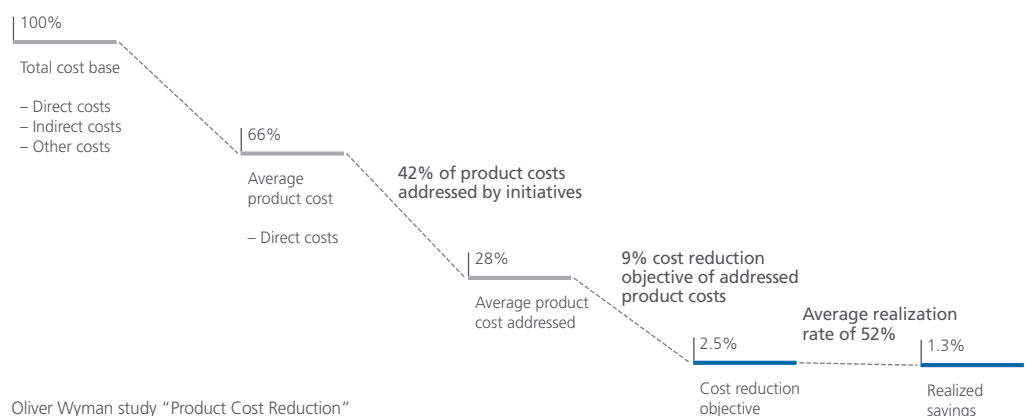 100%
Total cost base
– Direct costs
– Indirect costs
– Other costs
66%
Average
product cost
– Direct costs
42% of product costs
addressed by initiatives
28%
Average product
cost addressed
9% cost reduction
objective of addressed
product costs
2.5%
Cost reduction
objective
Average realization
rate of 52%
1.3%
Realized
savings
Oliver Wyman study “Product Cost Reduction”